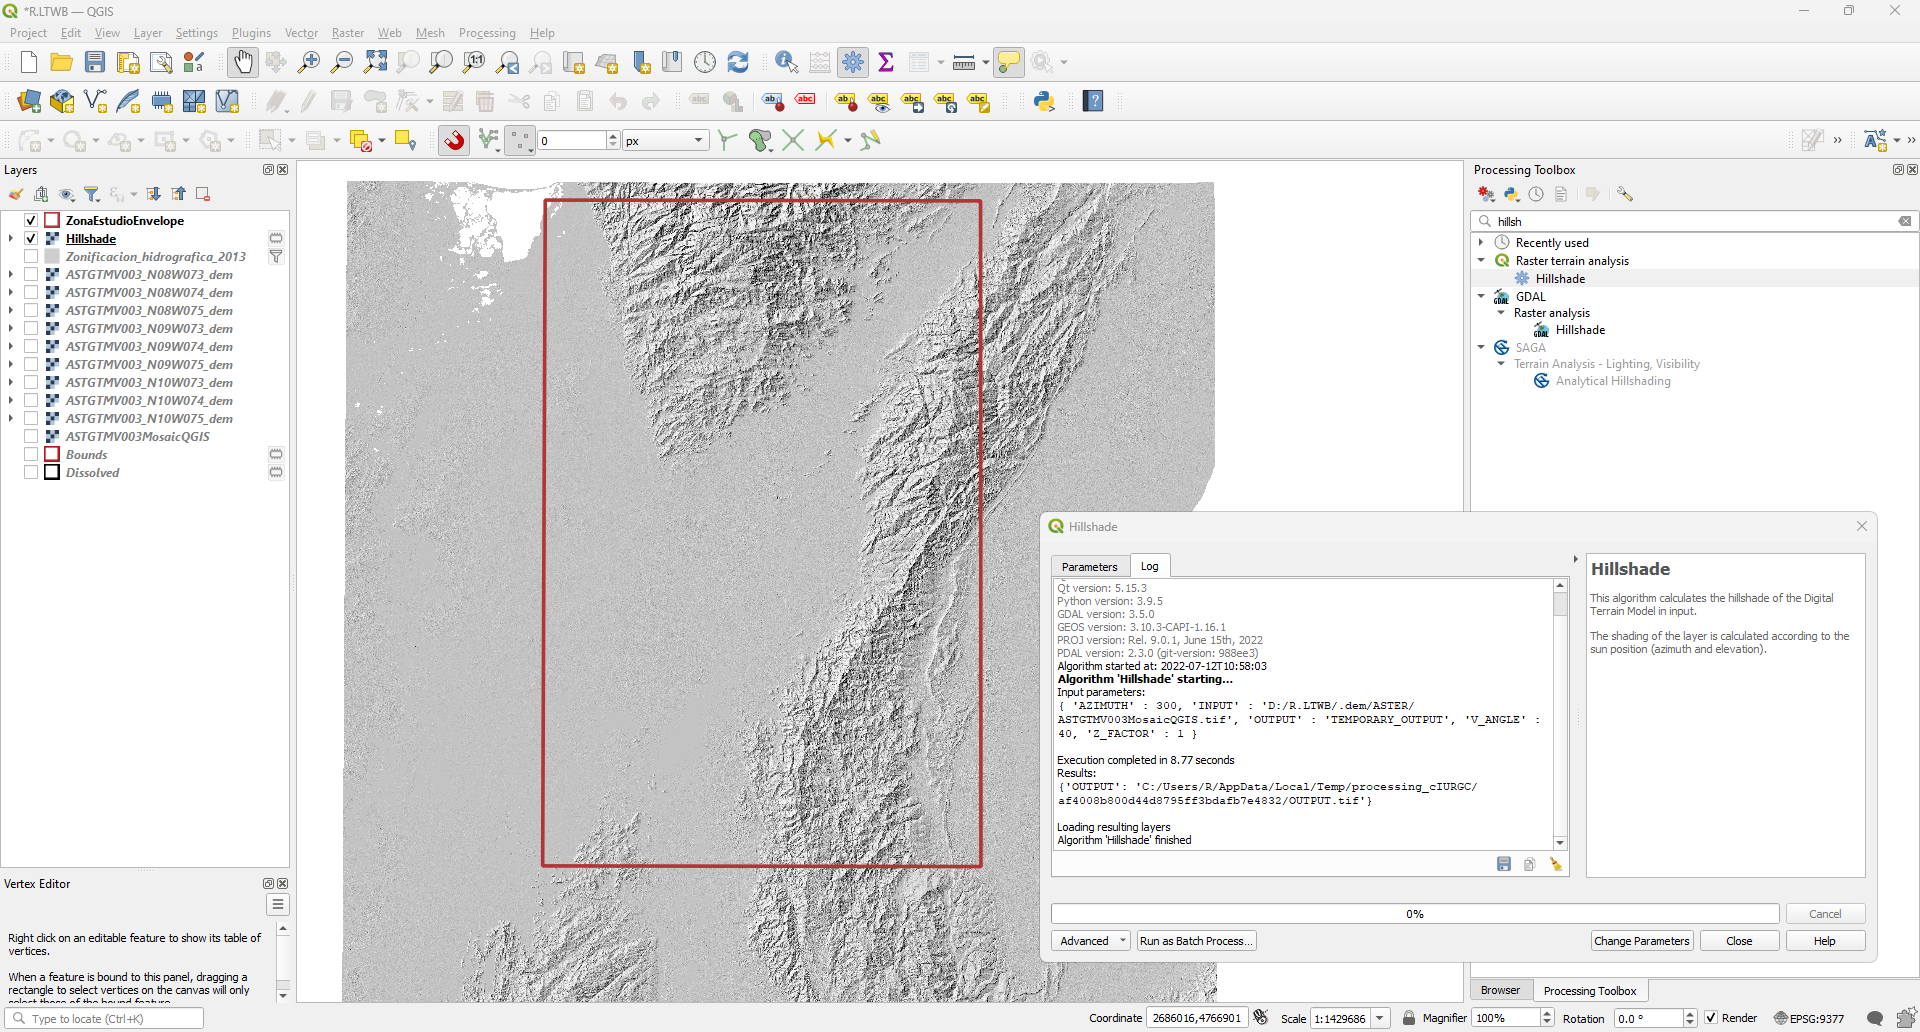 *R.LTWB — QGIS
Project Edit View Layer Settings Plugins Vector Raster Web Mesh Processing Help
0 px
Layers
ZonaEstudioEnvelope
Hillshade
Zonificacion_hidrografica_2013
ASTGTMV003_N08W073_dem
ASTGTMV003_N08W074_dem
ASTGTMV003_N08W075_dem
ASTGTMV003_N09W073_dem
ASTGTMV003_N09W074_dem
ASTGTMV003_N09W075_dem
ASTGTMV003_N10W073_dem
ASTGTMV003_N10W074_dem
ASTGTMV003_N10W075_dem
ASTGTMV003MosaicQGIS
Bounds
Dissolved
Vertex Editor
Right click on an editable feature to show its table of
vertices.
When a feature is bound to this panel, dragging a
rectangle to select vertices on the canvas will only
select those of the bound feature.
Processing Toolbox
hillsh
Recently used
Raster terrain analysis
Hillshade
GDAL
Raster analysis
Hillshade
SAGA
Terrain Analysis - Lighting, Visibility
Analytical Hillshading
Hillshade
Parameters Log
Qt version: 5.15.3
Python version: 3.9.5
GDAL version: 3.5.0
GEOS version: 3.10.3-CAPI-1.16.1
PROJ version: Rel. 9.0.1, June 15th, 2022
PDAL version: 2.3.0 (git-version: 988ee3)
Algorithm started at: 2022-07-12T10:58:03
Algorithm 'Hillshade' starting...
Input parameters:
{ 'AZIMUTH' : 300, 'INPUT' : 'D:/R.LTWB/.dem/ASTER/
ASTGTMV003MosaicQGIS.tif', 'OUTPUT' : 'TEMPORARY_OUTPUT', 'V_ANGLE' :
40, 'Z_FACTOR' : 1 }
Execution completed in 8.77 seconds
Results:
{'OUTPUT': 'C:/Users/R/AppData/Local/Temp/processing_cIURGC/
af4008b800d44d8795ff3bdafb7e4832/OUTPUT.tif'}
Loading resulting layers
Algorithm 'Hillshade' finished
Hillshade
This algorithm calculates the hillshade of the Digital
Terrain Model in input.
The shading of the layer is calculated according to the
sun position (azimuth and elevation).
0% Cancel
Advanced Run as Batch Process... Change Parameters Close Help
Browser Processing Toolbox
Type to locate (Ctrl+K) Coordinate 2686016,4766901 Scale 1:1429686 Magnifier 100% Rotation 0.0 ° Render EPSG:9377